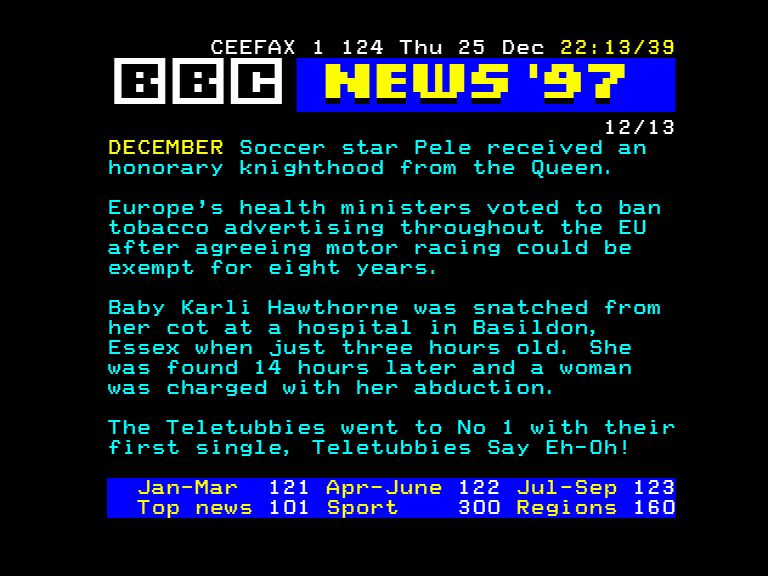 CEEFAX 1 124 Thu 25 Dec 22:13/39
BBC NEWS '97
12/13
DECEMBER Soccer star Pele received an
honorary knighthood from the Queen.
Europe's health ministers voted to ban
tobacco advertising throughout the EU
after agreeing motor racing could be
exempt for eight years.
Baby Karli Hawthorne was snatched from
her cot at a hospital in Basildon,
Essex when just three hours old. She
was found 14 hours later and a woman
was charged with her abduction.
The Teletubbies went to No 1 with their
first single, Teletubbies Say Eh-Oh!
Jan-Mar 121 Apr-June 122 Jul-Sep 123
Top news 101 Sport 300 Regions 160